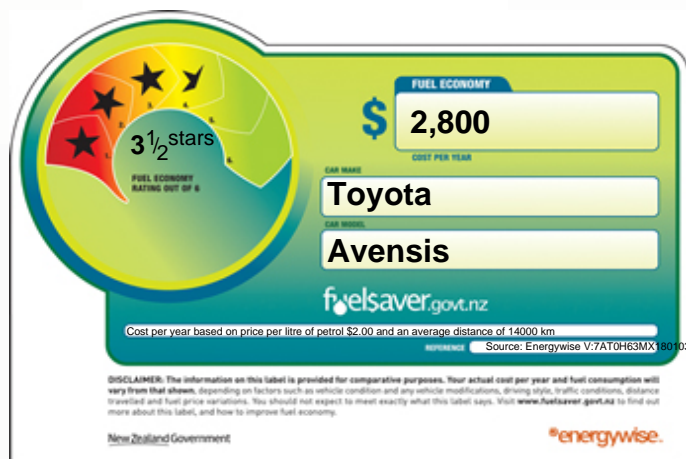 FUEL ECONOMY
$ 2,800
COST PER YEAR
3 1/2 stars
FUEL ECONOMY
RATING OUT OF 6
1.
2.
3.
4.
5.
6.
CAR MAKE
Toyota
CAR MODEL
Avensis
fuelsaver.govt.nz
Cost per year based on price per litre of petrol $2.00 and an average distance of 14000 km
REFERENCE Source: Energywise V:7AT0H63MX180103
DISCLAIMER: The information on this label is provided for comparative purposes. Your actual cost per year and fuel consumption will
vary from that shown, depending on factors such as vehicle condition and any vehicle modifications, driving style, traffic conditions, distance
travelled and fuel price variations. You should not expect to meet exactly what this label says. Visit www.fuelsaver.govt.nz to find out
more about this label, and how to improve fuel economy.
New Zealand Government
energywise.